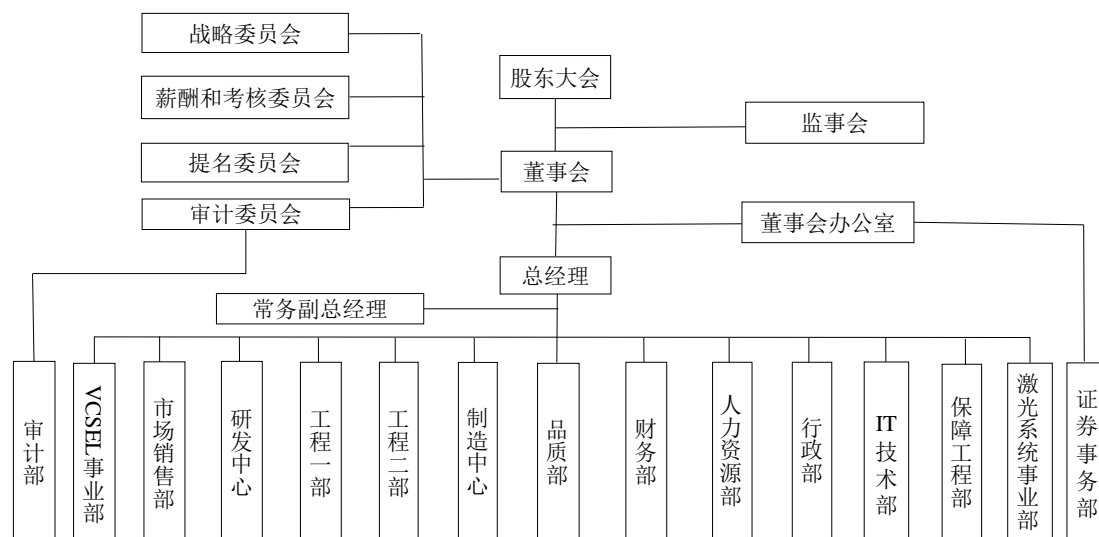 战略委员会
股东大会
薪酬和考核委员会
监事会
提名委员会
董事会
审计委员会
董事会办公室
总经理
常务副总经理
审计部
VCSEL事业部
市场销售部
研发中心
工程一部
工程二部
制造中心
品质部
财务部
人力资源部
行政部
IT技术部
保障工程部
激光系统事业部
证券事务部